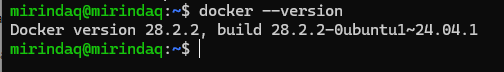 mirindaq@mirindaq:~$ docker --version
Docker version 28.2.2, build 28.2.2-0ubuntu1~24.04.1
mirindaq@mirindaq:~$